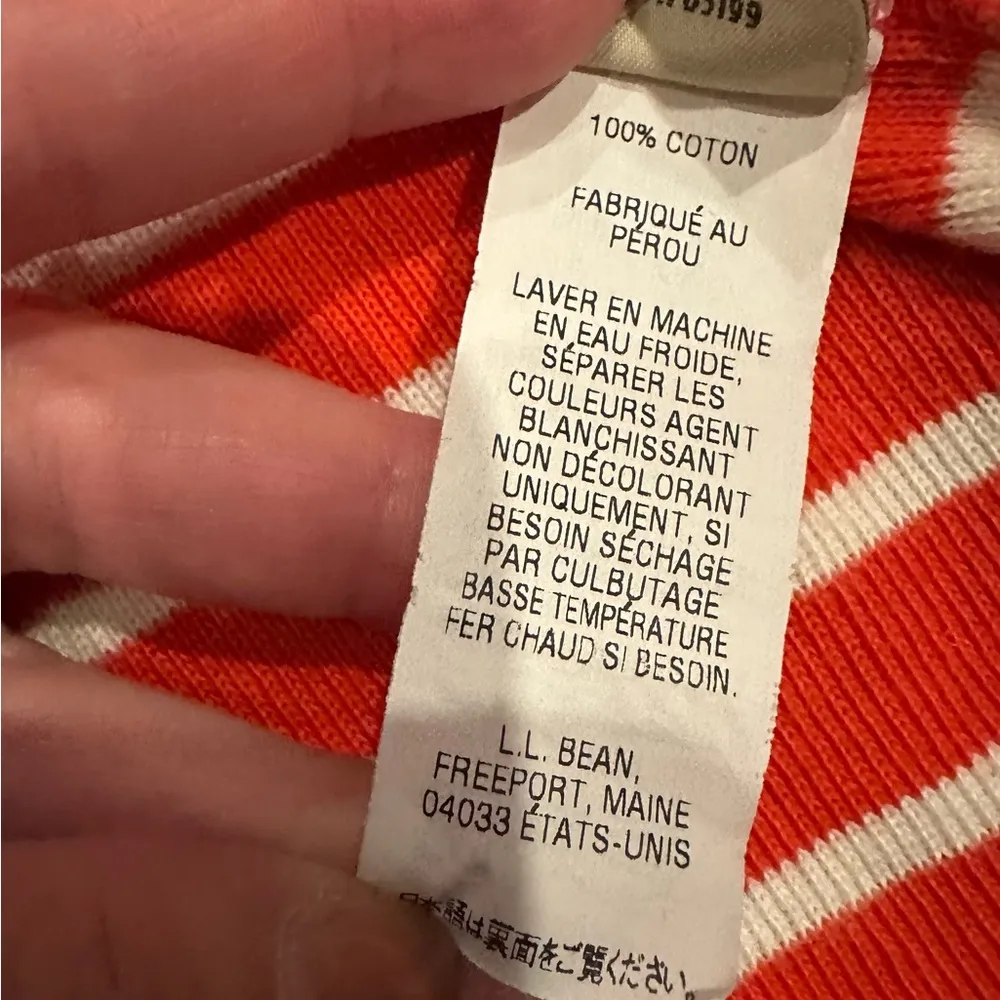 100% COTON
FABRIQUÉ AU
PÉROU
LAVER EN MACHINE
EN EAU FROIDE,
SÉPARER LES
COULEURS AGENT
BLANCHISSANT
NON DÉCOLORANT
UNIQUEMENT, SI
BESOIN SÉCHAGE
PAR CULBUTAGE
BASSE TEMPÉRATURE
FER CHAUD SI BESOIN.
L.L. BEAN,
FREEPORT, MAINE
04033 ÉTATS-UNIS
日本語は裏面をご覧ください。